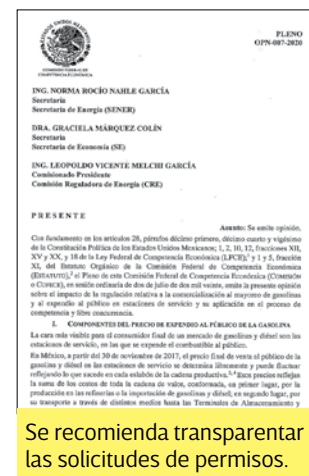 PLENO
OPN-007-2020
COMISIÓN FEDERAL DE
COMPETENCIA ECONÓMICA
ING. NORMA ROCÍO NAHLE GARCÍA
Secretaria
Secretaría de Energía (SENER)
DRA. GRACIELA MÁRQUEZ COLÍN
Secretaria
Secretaría de Economía (SE)
ING. LEOPOLDO VICENTE MELCHI GARCÍA
Comisionado Presidente
Comisión Reguladora de Energía (CRE)
P R E S E N T E
Asunto: Se emite opinión.
Con fundamento en los artículos 28, párrafos décimo primero, décimo cuarto y vigésimo
de la Constitución Política de los Estados Unidos Mexicanos; 1, 2, 10, 12, fracciones XII,
XV y XX, y 18 de la Ley Federal de Competencia Económica (LFCE); y 1 y 5, fracción
XI, del Estatuto Orgánico de la Comisión Federal de Competencia Económica
(ESTATUTO), el Pleno de esta Comisión Federal de Competencia Económica (COMISIÓN
o COFECE), en sesión ordinaria de dos de julio de dos mil veinte, emite la presente opinión
sobre el impacto de la regulación relativa a la comercialización al mayoreo de gasolinas
y al expendio al público en estaciones de servicio y su aplicación en el proceso de
competencia y libre concurrencia.
I. COMPONENTES DEL PRECIO DE EXPENDIO AL PÚBLICO DE LA GASOLINA
La cara más visible para el consumidor final de un mercado de gasolinas y diésel son las
estaciones de servicio, en las que se expende el combustible al público.
En México, a partir del 30 de noviembre de 2017, el precio final de venta al público de la
gasolina y diésel en las estaciones de servicio se determina libremente y puede fluctuar
reflejando lo que sucede en cada eslabón de la cadena productiva. Esos precios reflejan
la suma de los costos de toda la cadena de valor, conformada, en primer lugar, por la
producción en las refinerías o la importación de gasolinas y diésel; en segundo lugar, por
su transporte a través de distintos medios hasta las Terminales de Almacenamiento y
Se recomienda transparentar
las solicitudes de permisos.